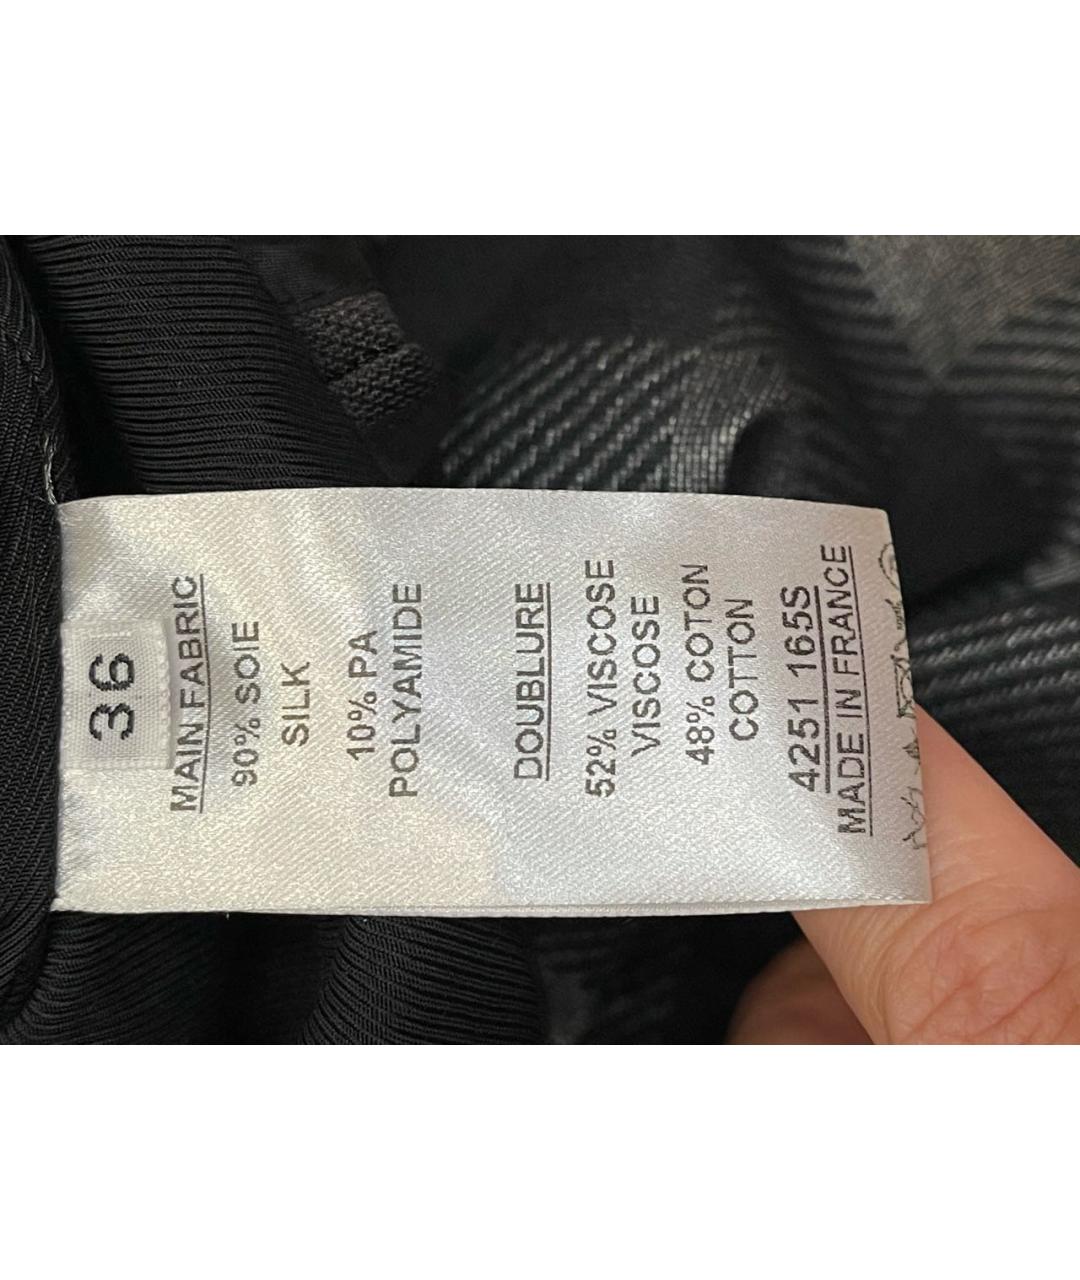 36
MAIN FABRIC
90% SOIE
SILK
10% PA
POLYAMIDE
DOUBLURE
52% VISCOSE
VISCOSE
48% COTON
COTTON
4251 165S
MADE IN FRANCE